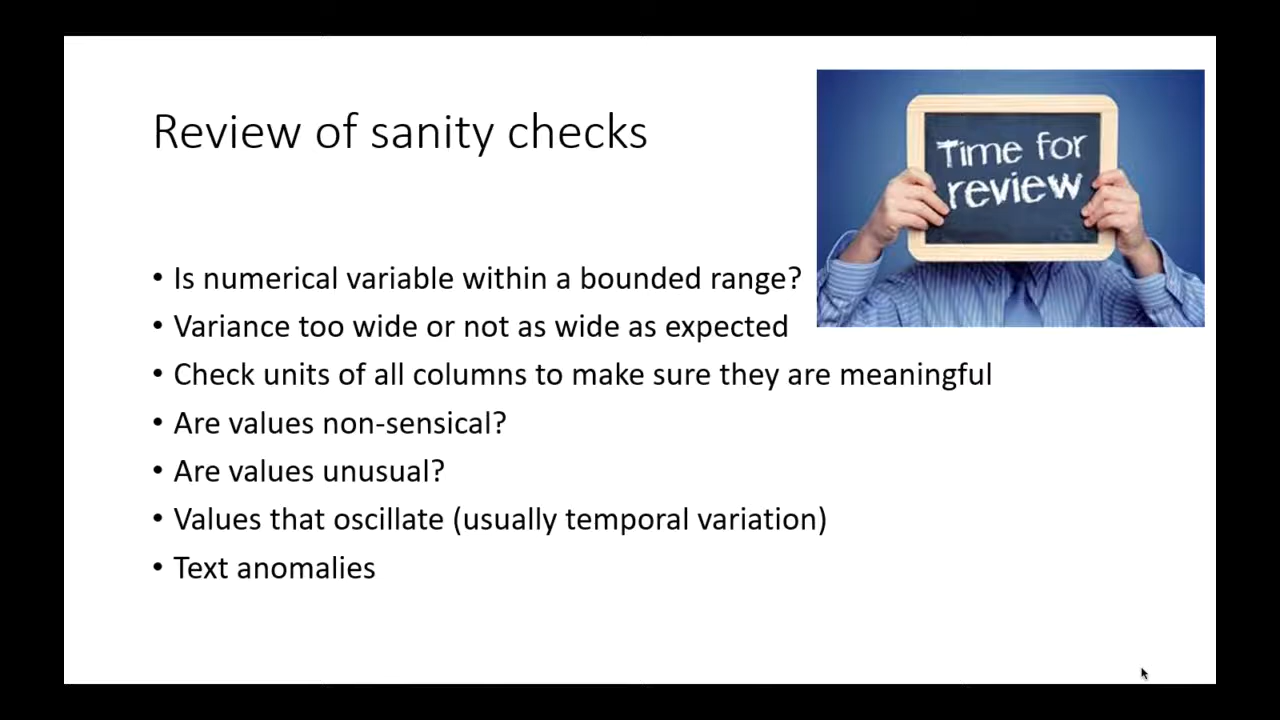 Review of sanity checks
Time for
review
• Is numerical variable within a bounded range?
• Variance too wide or not as wide as expected
• Check units of all columns to make sure they are meaningful
• Are values non-sensical?
• Are values unusual?
• Values that oscillate (usually temporal variation)
• Text anomalies